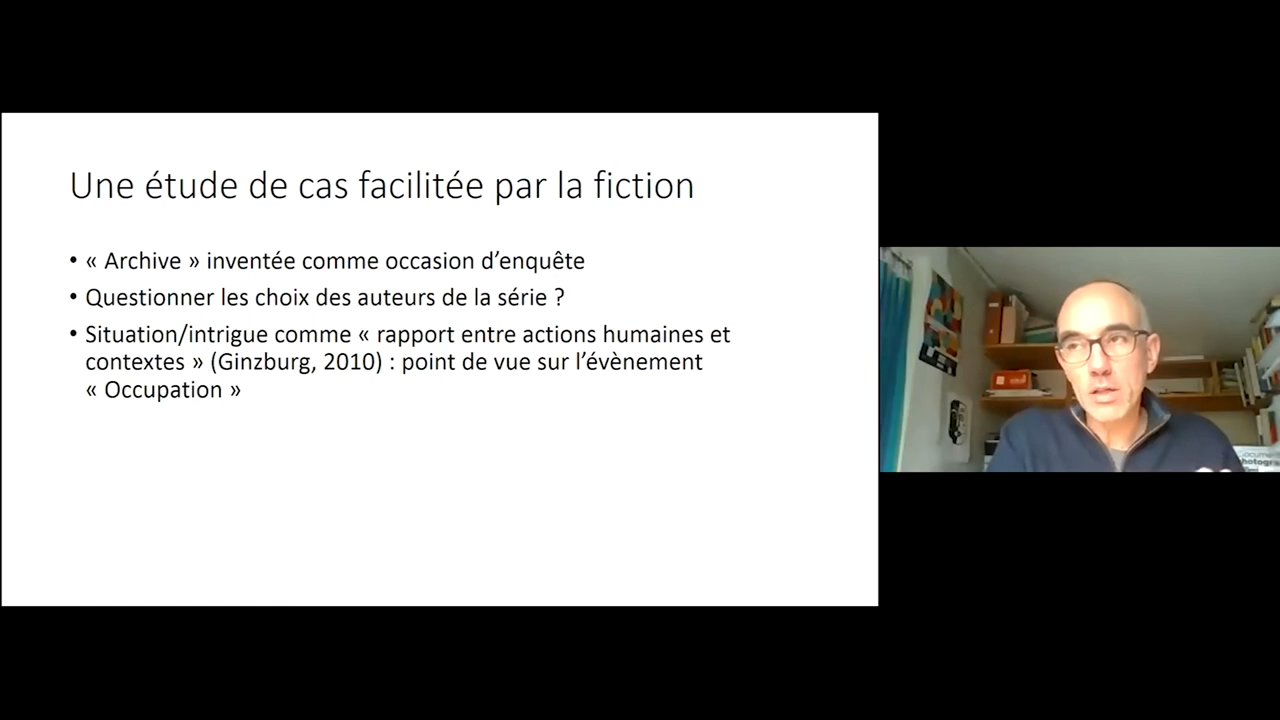 Une étude de cas facilitée par la fiction
• « Archive » inventée comme occasion d’enquête
• Questionner les choix des auteurs de la série ?
• Situation/intrigue comme « rapport entre actions humaines et
contextes » (Ginzburg, 2010) : point de vue sur l’évènement
« Occupation »